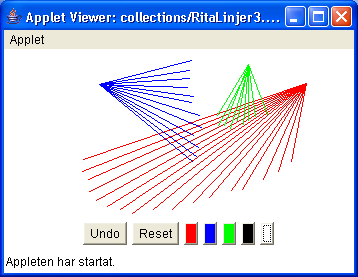 Applet Viewer: collections/RitaLinjer3....
Applet
Undo Reset
Appleten har startat.